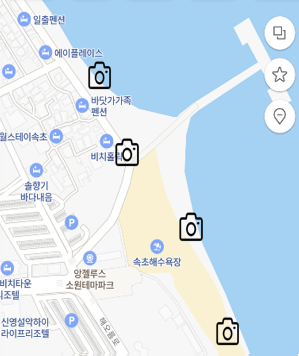 일출펜션
에이플레이스
바닷가가족
펜션
월스테이속초
비치홀릭
솔향기
바다내음
P
속초해수욕장
앙젤루스
소원테마파크
비치타운
리조텔
P
신영설악하이
라이프리조텔
해오름로